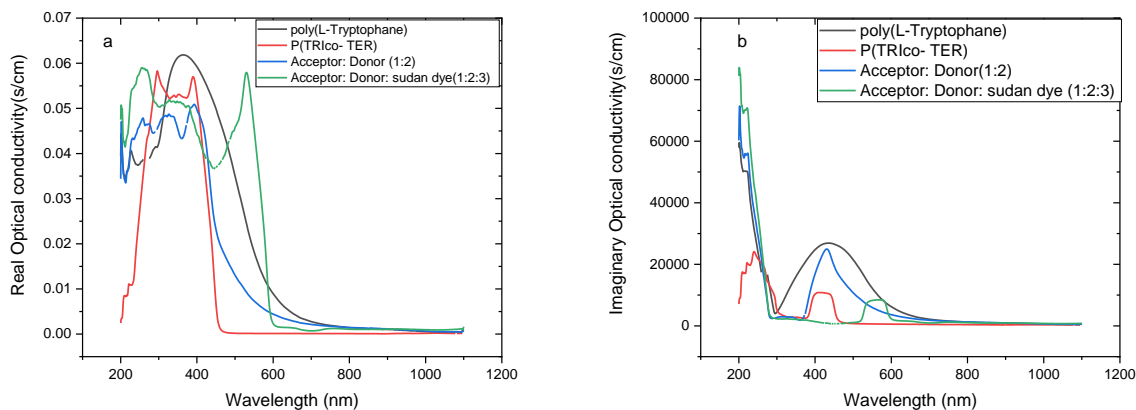 a
poly(L-Tryptophane)
P(TRIco- TER)
Acceptor: Donor (1:2)
Acceptor: Donor: sudan dye(1:2:3)
Real Optical conductivity(s/cm)
0.07
0.06
0.05
0.04
0.03
0.02
0.01
0.00
200 400 600 800 1000 1200
Wavelength (nm)
b
poly(L-Tryptophane)
P(TRIco- TER)
Acceptor: Donor(1:2)
Acceptor: Donor: sudan dye (1:2:3)
Imaginary Optical conductivity(s/cm)
100000
80000
60000
40000
20000
0
200 400 600 800 1000 1200
Wavelength (nm)